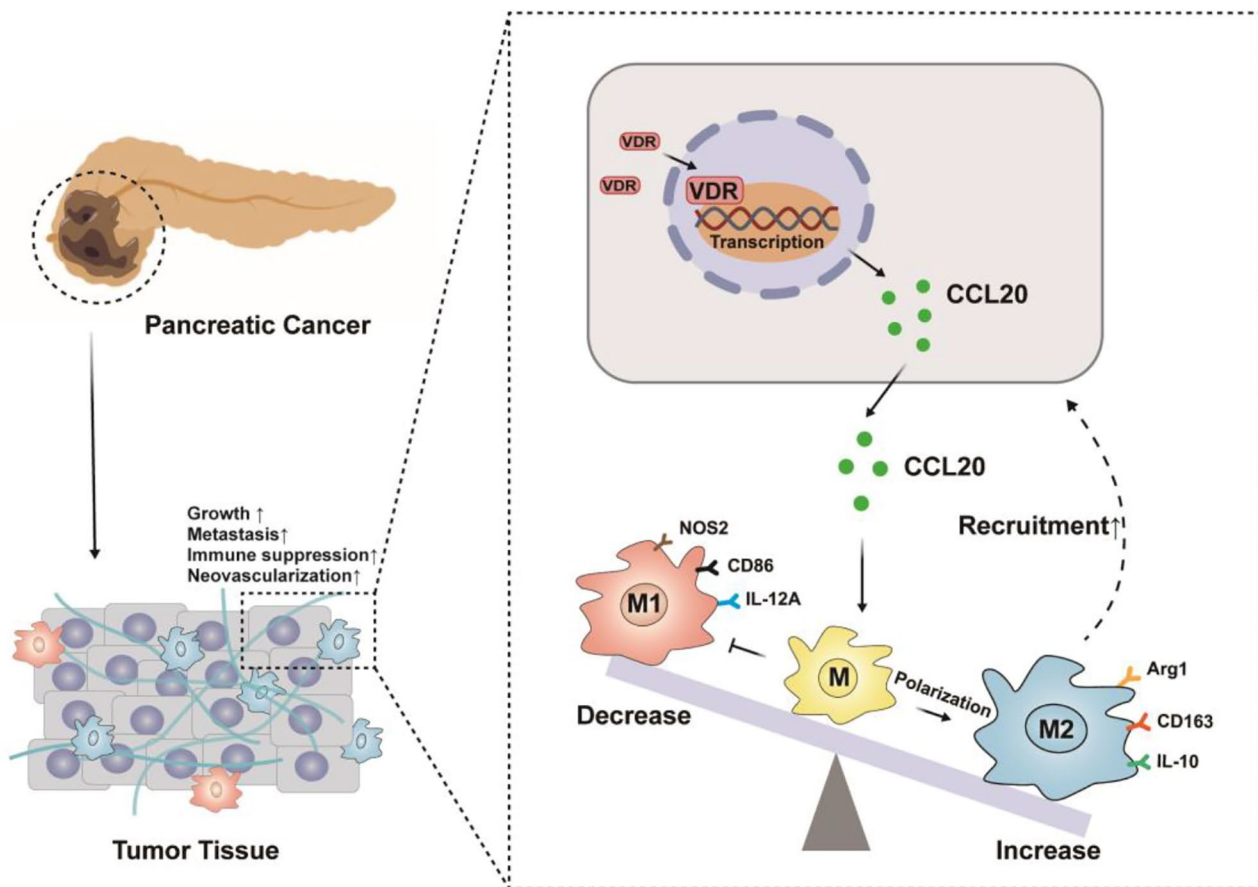 Pancreatic Cancer
Growth ↑
Metastasis↑
Immune suppression↑
Neovascularization↑
Tumor Tissue
VDR
VDR
VDR
Transcription
CCL20
CCL20
Recruitment↑
NOS2
CD86
IL-12A
M1
M
Polarization
M2
Arg1
CD163
IL-10
Decrease
Increase